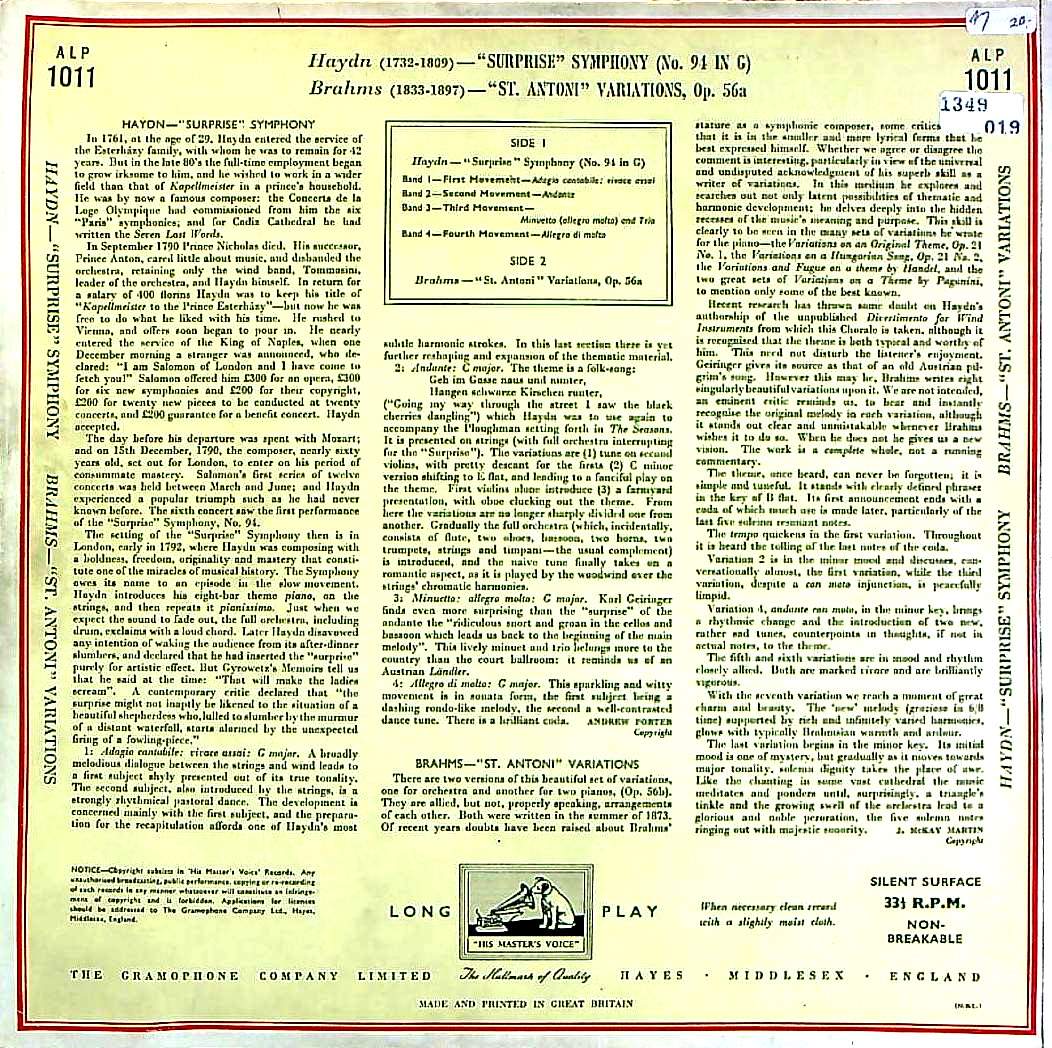 47 20:-
ALP
1011
Haydn (1732-1809)—"SURPRISE" SYMPHONY (No. 94 IN G)
Brahms (1833-1897)—"ST. ANTONI" VARIATIONS, Op. 56a
ALP
1011
1349
019
HAYDN—"SURPRISE" SYMPHONY BRAHMS—"ST. ANTONI" VARIATIONS
HAYDN—"SURPRISE" SYMPHONY
In 1761, at the age of 29, Haydn entered the service of
the Esterházy family, with whom he was to remain for 42
years. But in the late 80's the full-time employment began
to grow irksome to him, and he wished to work in a wider
field than that of Kapellmeister in a prince's household.
He was by now a famous composer: the Concerts de la
Loge Olympique had commissioned from him the six
"Paris" symphonies; and for Cadiz Cathedral he had
written the Seven Last Words.
In September 1790 Prince Nicholas died. His successor,
Prince Anton, cared little about music, and disbanded the
orchestra, retaining only the wind band, Tommasini,
leader of the orchestra, and Haydn himself. In return for
a salary of 400 florins Haydn was to keep his title of
"Kapellmeister to the Prince Esterházy"—but now he was
free to do what he liked with his time. He rushed to
Vienna, and offers soon began to pour in. He nearly
entered the service of the King of Naples, when one
December morning a stranger was announced, who de-
clared: "I am Salomon of London and I have come to
fetch you!" Salomon offered him £300 for an opera, £300
for six new symphonies and £200 for their copyright,
£200 for twenty new pieces to be conducted at twenty
concerts, and £200 guarantee for a benefit concert. Haydn
accepted.
The day before his departure was spent with Mozart;
and on 15th December, 1790, the composer, nearly sixty
years old, set out for London, to enter on his period of
consummate mastery. Salomon's first series of twelve
concerts was held between March and June; and Haydn
experienced a popular triumph such as he had never
known before. The sixth concert saw the first performance
of the "Surprise" Symphony, No. 94.
The setting of the "Surprise" Symphony then is in
London, early in 1792, where Haydn was composing with
a boldness, freedom, originality and mastery that consti-
tute one of the miracles of musical history. The Symphony
owes its name to an episode in the slow movement.
Haydn introduces his eight-bar theme piano, on the
strings, and then repeats it pianissimo. Just when we
expect the sound to fade out, the full orchestra, including
drum, exclaims with a loud chord. Later Haydn disavowed
any intention of waking the audience from its after-dinner
slumbers, and declared that he had inserted the "surprise"
purely for artistic effect. But Gyrowetz's Memoirs tell us
that he said at the time: "That will make the ladies
scream". A contemporary critic declared that "the
surprise might not inaptly be likened to the situation of a
beautiful shepherdess who, lulled to slumber by the murmur
of a distant waterfall, starts alarmed by the unexpected
firing of a fowling-piece."
1: Adagio cantabile: vivace assai: G major. A broadly
melodious dialogue between the strings and wind leads to
a first subject shyly presented out of its true tonality.
The second subject, also introduced by the strings, is a
strongly rhythmical pastoral dance. The development is
concerned mainly with the first subject, and the prepara-
tion for the recapitulation affords one of Haydn's most
SIDE 1
Haydn—"Surprise" Symphony (No. 94 in G)
Band 1—First Movement—Adagio cantabile: vivace assai
Band 2—Second Movement—Andante
Band 3—Third Movement—
Minuetto (allegro molto) and Trio
Band 4—Fourth Movement—Allegro di molto
SIDE 2
Brahms—"St. Antoni" Variations, Op. 56a
subtle harmonic strokes. In this last section there is yet
further reshaping and expansion of the thematic material.
2: Andante: C major. The theme is a folk-song:
Geh im Gasse naus und nunter,
Hangen schwarze Kirschen runter,
("Going my way through the street I saw the black
cherries dangling") which Haydn was to use again to
accompany the Ploughman setting forth in The Seasons.
It is presented on strings (with full orchestra interrupting
for the "Surprise"). The variations are (1) tune on second
violins, with pretty descant for the firsts (2) C minor
version shifting to E flat, and leading to a fanciful play on
the theme. First violins alone introduce (3) a farmyard
presentation, with oboe clucking out the theme. From
here the variations are no longer sharply divided one from
another. Gradually the full orchestra (which, incidentally,
consists of flute, two oboes, bassoon, two horns, two
trumpets, strings and timpani—the usual complement)
is introduced, and the naive tune finally takes on a
romantic aspect, as it is played by the woodwind over the
strings' chromatic harmonies.
3: Minuetto: allegro molto: G major. Karl Geiringer
finds even more surprising than the "surprise" of the
andante the "ridiculous snort and groan in the cellos and
bassoon which leads us back to the beginning of the main
melody". This lively minuet and trio belongs more to the
country than the court ballroom: it reminds us of an
Austrian Ländler.
4: Allegro di molto: G major. This sparkling and witty
movement is in sonata form, the first subject being a
dashing rondo-like melody, the second a well-contrasted
dance tune. There is a brilliant coda. ANDREW PORTER
Copyright
BRAHMS—"ST. ANTONI" VARIATIONS
There are two versions of this beautiful set of variations,
one for orchestra and another for two pianos, (Op. 56b).
They are allied, but not, properly speaking, arrangements
of each other. Both were written in the summer of 1873.
Of recent years doubts have been raised about Brahms'
stature as a symphonic composer, some critics
that it is in the smaller and more lyrical forms that he
best expressed himself. Whether we agree or disagree the
comment is interesting, particularly in view of the universal
and undisputed acknowledgment of his superb skill as a
writer of variations. In this medium he explores and
searches out not only latent possibilities of thematic and
harmonic development; he delves deeply into the hidden
recesses of the music's meaning and purpose. This skill is
clearly to be seen in the many sets of variations he wrote
for the piano—the Variations on an Original Theme, Op. 21
No. 1, the Variations on a Hungarian Song, Op. 21 No. 2,
the Variations and Fugue on a theme by Handel, and the
two great sets of Variations on a Theme by Paganini,
to mention only some of the best known.
Recent research has thrown some doubt on Haydn's
authorship of the unpublished Divertimento for Wind
Instruments from which this Chorale is taken, although it
is recognised that the theme is both typical and worthy of
him. This need not disturb the listener's enjoyment.
Geiringer gives its source as that of an old Austrian pil-
grim's song. However this may be, Brahms writes eight
singularly beautiful variations upon it. We are not intended,
an eminent critic reminds us, to hear and instantly
recognise the original melody in each variation, although
it stands out clear and unmistakable whenever Brahms
wishes it to do so. When he does not he gives us a new
vision. The work is a complete whole, not a running
commentary.
The theme, once heard, can never be forgotten; it is
simple and tuneful. It stands with clearly defined phrases
in the key of B flat. Its first announcement ends with a
coda of which much use is made later, particularly of the
last five solemn resonant notes.
The tempo quickens in the first variation. Throughout
it is heard the tolling of the last notes of the coda.
Variation 2 is in the minor mood and discusses, con-
versationally almost, the first variation, while the third
variation, despite a con moto injunction, is peacefully
limpid.
Variation 4, andante con moto, in the minor key, brings
a rhythmic change and the introduction of two new,
rather sad tunes, counterpoints in thoughts, if not in
actual notes, to the theme.
The fifth and sixth variations are in mood and rhythm
closely allied. Both are marked vivace and are brilliantly
vigorous.
With the seventh variation we reach a moment of great
charm and beauty. The 'new' melody (grazioso in 6/8
time) supported by rich and infinitely varied harmonies,
glows with typically Brahmsian warmth and ardour.
The last variation begins in the minor key. Its initial
mood is one of mystery, but gradually as it moves towards
major tonality, solemn dignity takes the place of awe.
Like the chanting in some vast cathedral the music
meditates and ponders until, surprisingly, a triangle's
tinkle and the growing swell of the orchestra lead to a
glorious and noble peroration, the five solemn notes
ringing out with majestic sonority. J. McKAY MARTIN
Copyright
HAYDN—"SURPRISE" SYMPHONY BRAHMS—"ST. ANTONI" VARIATIONS
NOTICE—Copyright subsists in 'His Master's Voice' Records. Any
unauthorised broadcasting, public performance, copying or re-recording
of such records in any manner whatsoever will constitute an infringe-
ment of copyright and is forbidden. Applications for licences
should be addressed to The Gramophone Company Ltd., Hayes,
Middlesex, England.
LONG PLAY
"HIS MASTER'S VOICE"
When necessary clean record
with a slightly moist cloth.
SILENT SURFACE
33⅓ R.P.M.
NON-
BREAKABLE
THE GRAMOPHONE COMPANY LIMITED The Hallmark of Quality HAYES · MIDDLESEX · ENGLAND
MADE AND PRINTED IN GREAT BRITAIN